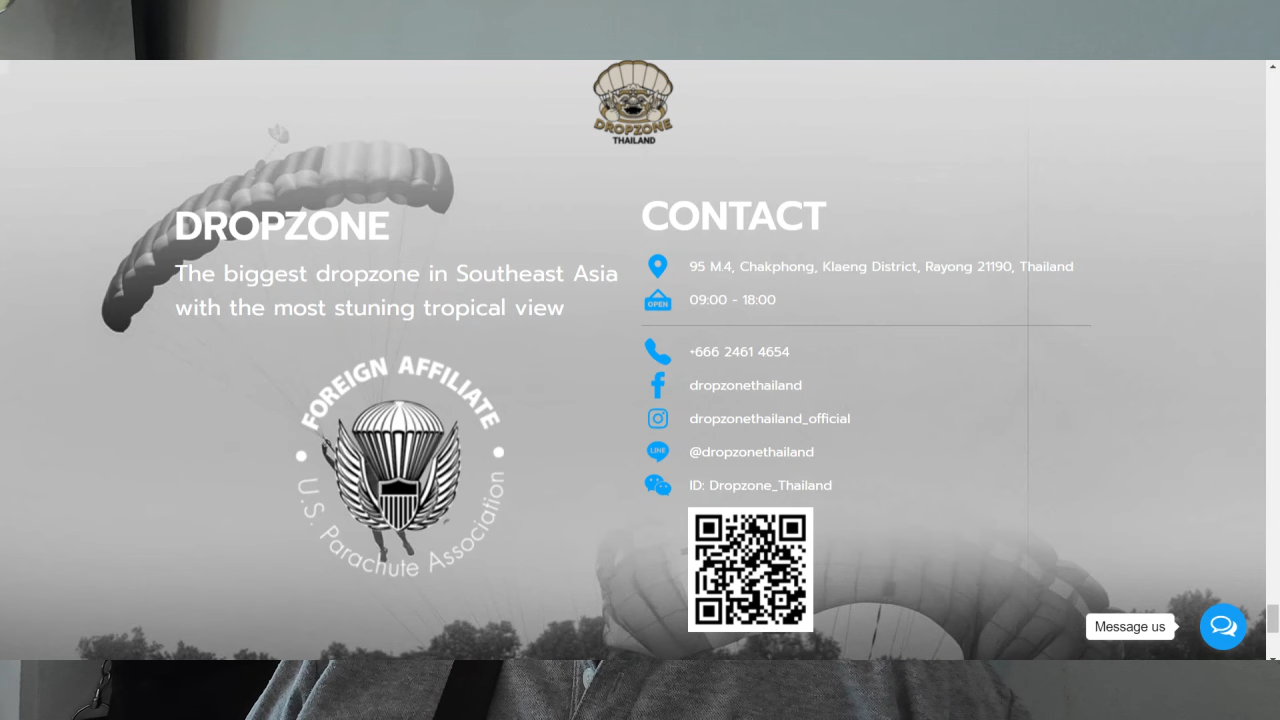 DROPZONE
THAILAND
DROPZONE
The biggest dropzone in Southeast Asia
with the most stuning tropical view
FOREIGN AFFILIATE
U.S. Parachute Association
CONTACT
95 M.4, Chakphong, Klaeng District, Rayong 21190, Thailand
OPEN
09:00 - 18:00
+666 2461 4654
dropzonethailand
dropzonethailand_official
LINE
@dropzonethailand
ID: Dropzone_Thailand
Message us